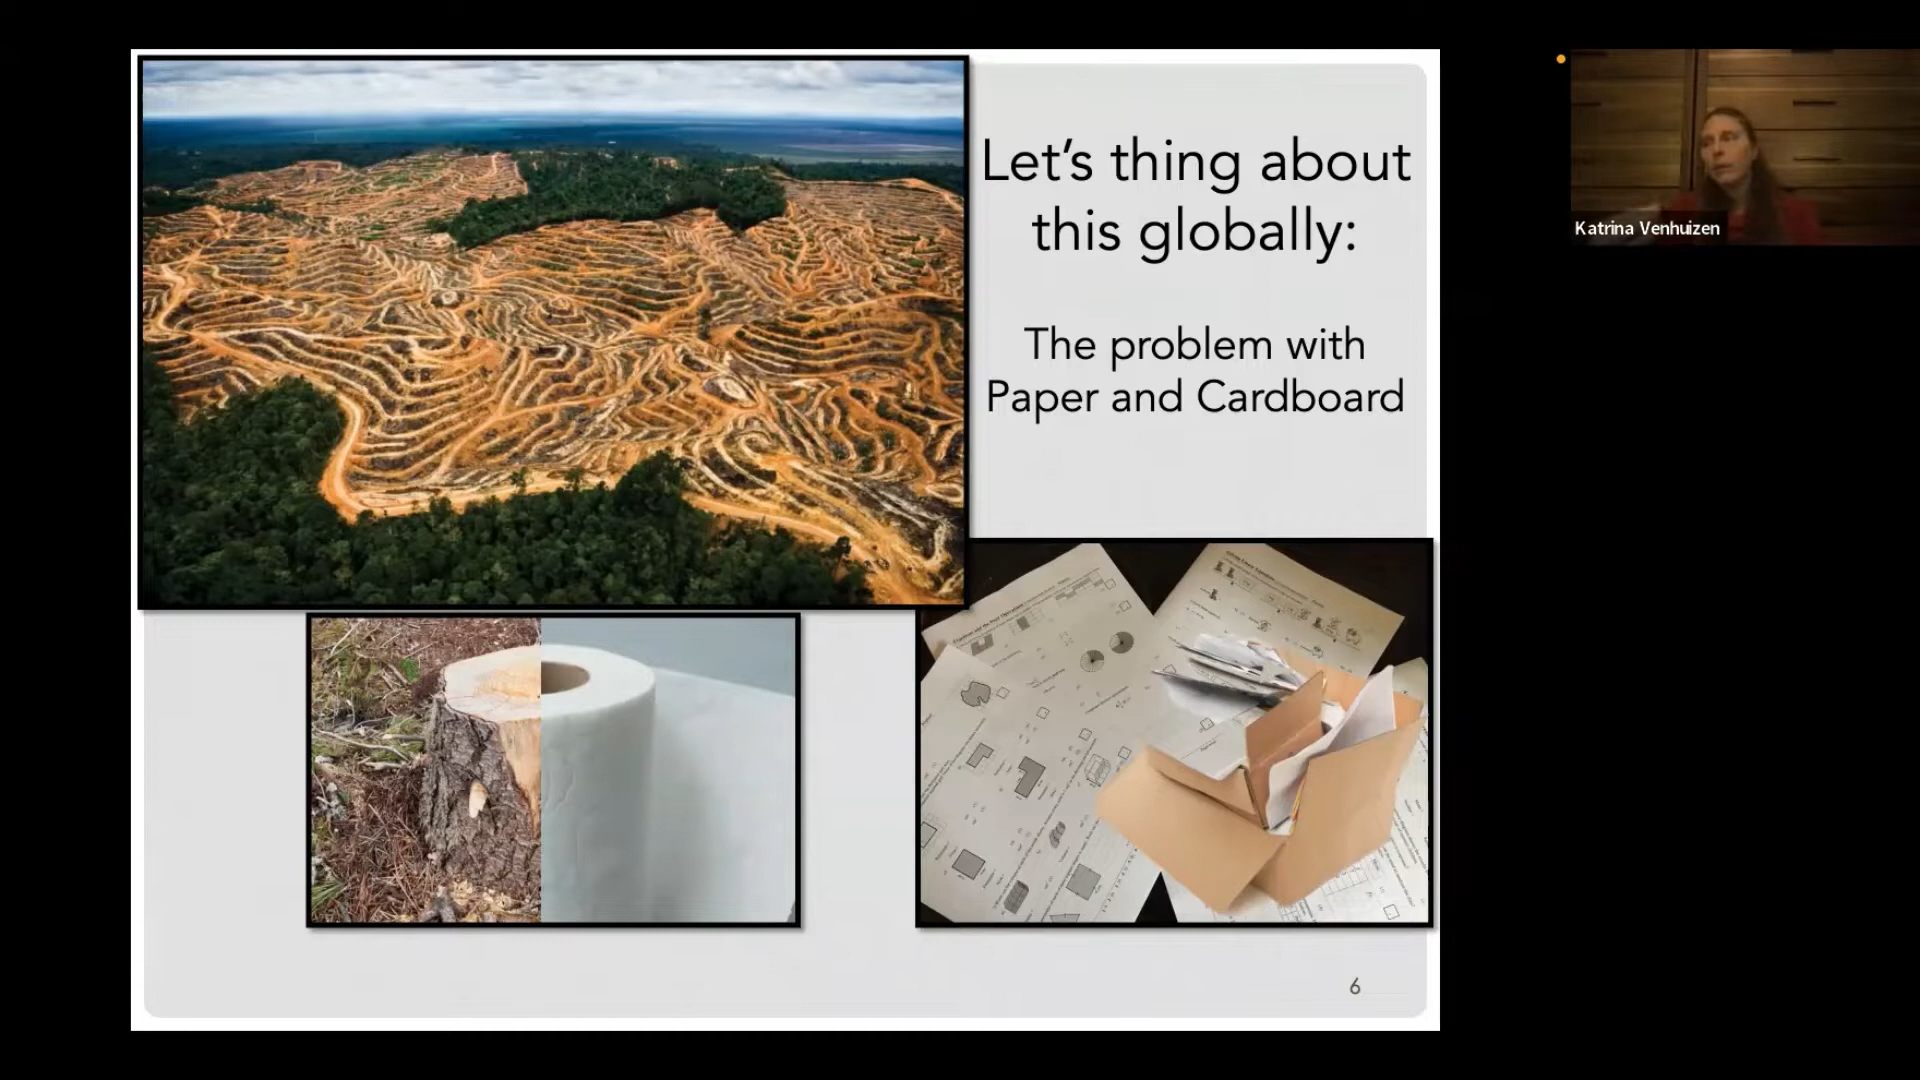 Let's thing about
this globally:
The problem with
Paper and Cardboard
6
Katrina Venhuizen